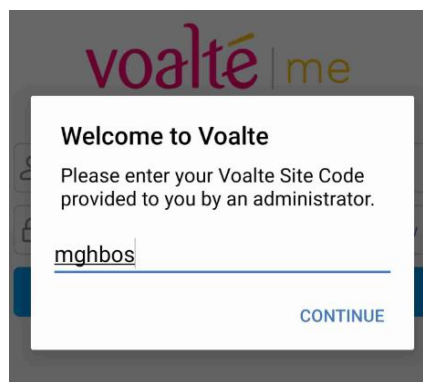 voalté | me
Welcome to Voalte
Please enter your Voalte Site Code
provided to you by an administrator.
mghbos
CONTINUE